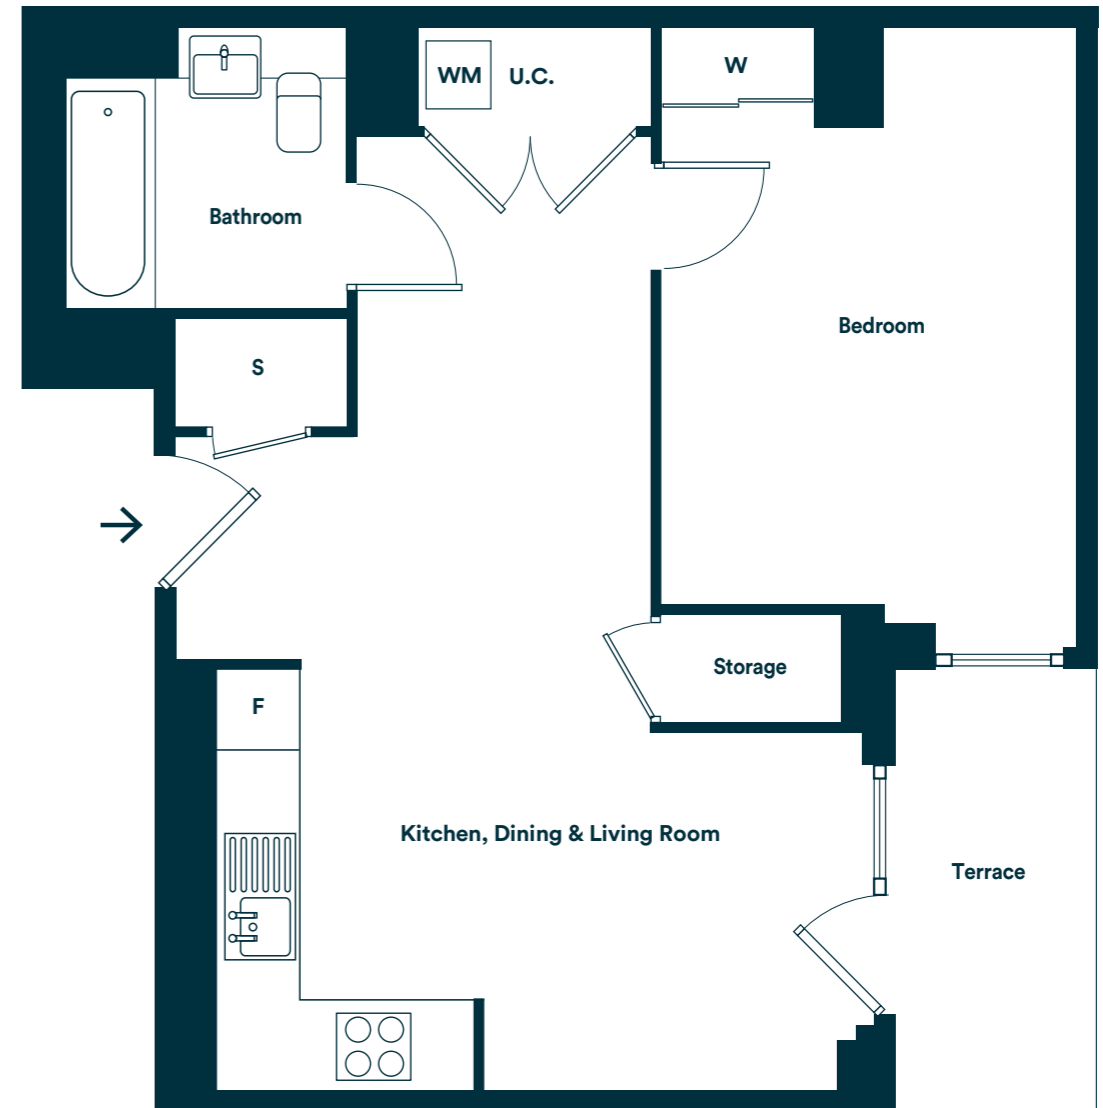 WM
U.C.
W
Bathroom
Bedroom
S
Storage
F
Kitchen, Dining & Living Room
Terrace